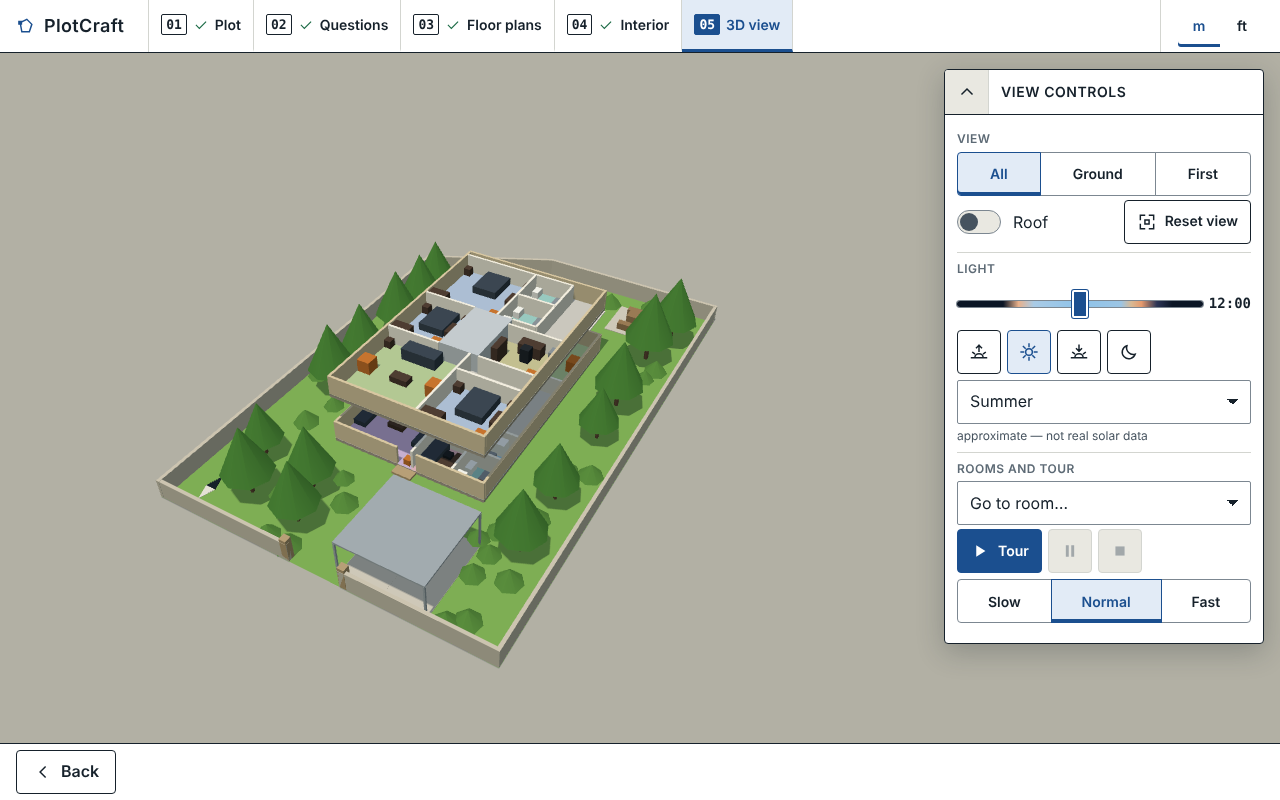 PlotCraft
01 Plot
02 Questions
03 Floor plans
04 Interior
05 3D view
m ft
VIEW CONTROLS
VIEW
All Ground First
Roof Reset view
LIGHT
12:00
Summer
approximate — not real solar data
ROOMS AND TOUR
Go to room...
Tour
Slow Normal Fast
Back